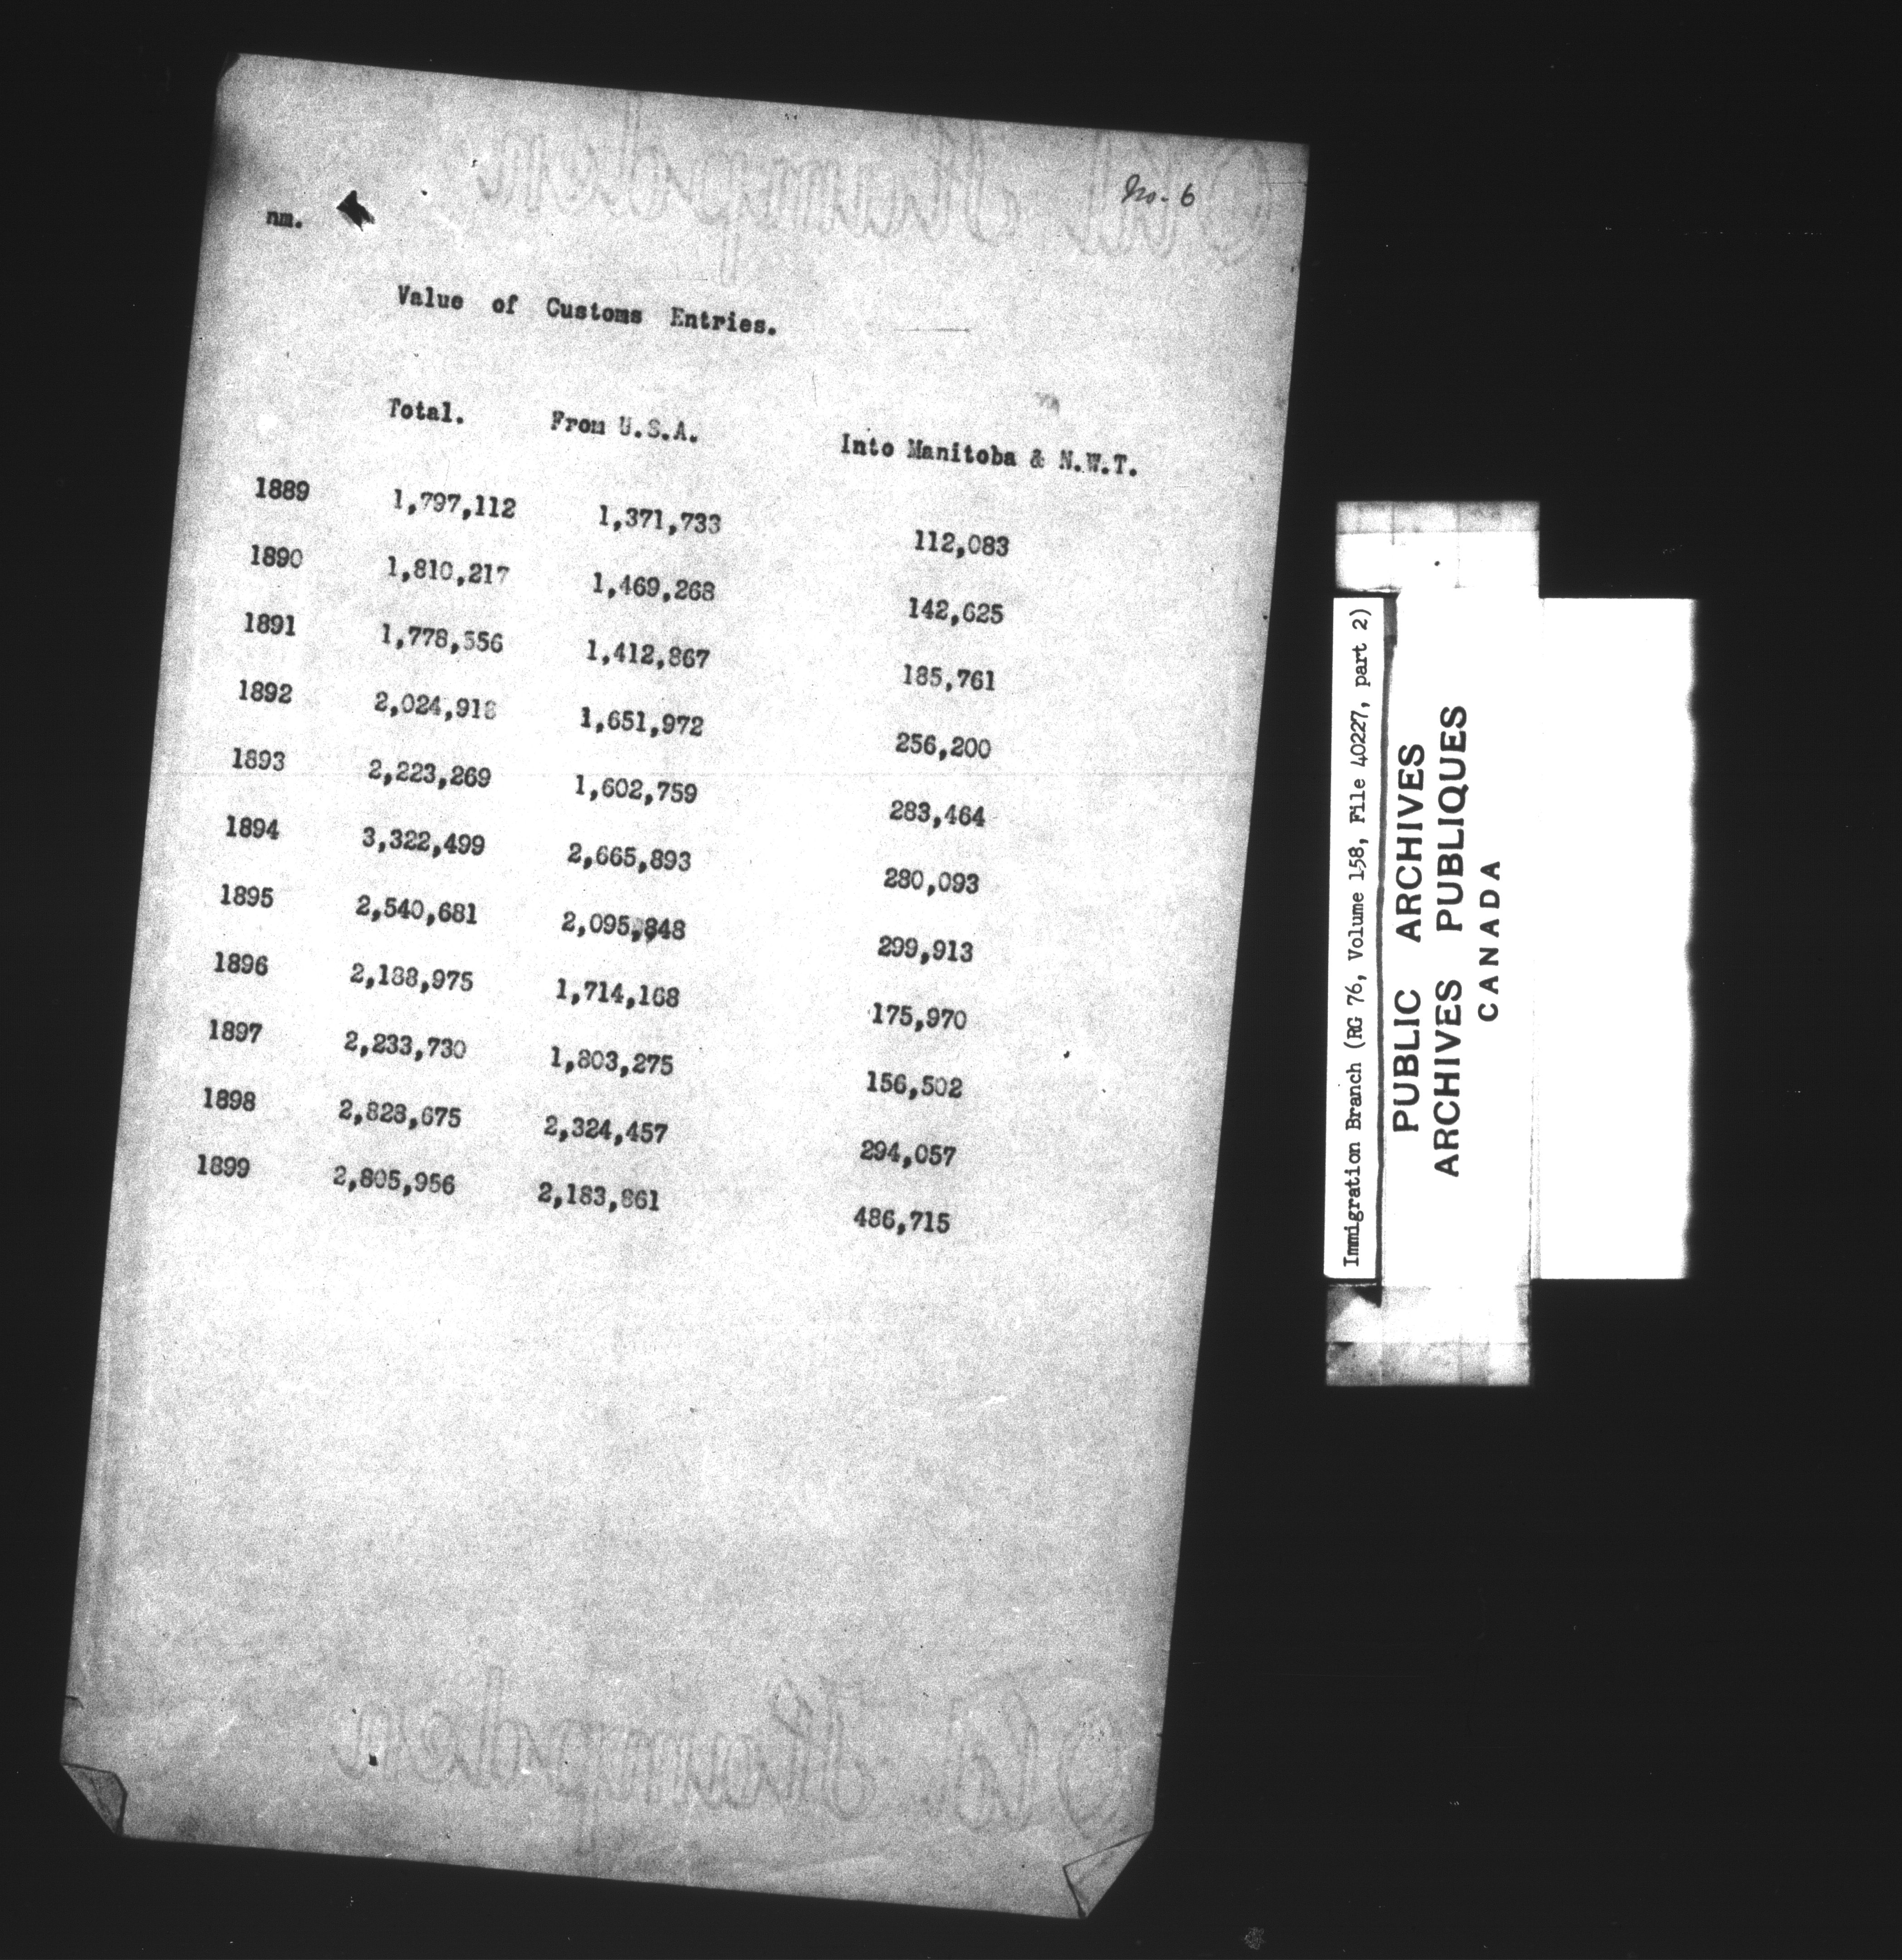 No. 6
nm.
Value of Customs Entries.
Total. From U.S.A. Into Manitoba & N.W.T.
1889 1,797,112 1,371,733 112,083
1890 1,810,217 1,469,268 142,625
1891 1,778,356 1,412,867 185,761
1892 2,024,918 1,651,972 256,200
1893 2,223,269 1,602,759 283,464
1894 3,322,499 2,665,893 280,093
1895 2,540,681 2,095,848 299,913
1896 2,188,975 1,714,168 175,970
1897 2,233,730 1,803,275 156,502
1898 2,828,675 2,324,457 294,057
1899 2,805,956 2,183,861 486,715
Old Hampden
Immigration Branch (RG 76, Volume 158, File 40227, part 2)
PUBLIC ARCHIVES
ARCHIVES PUBLIQUES
CANADA